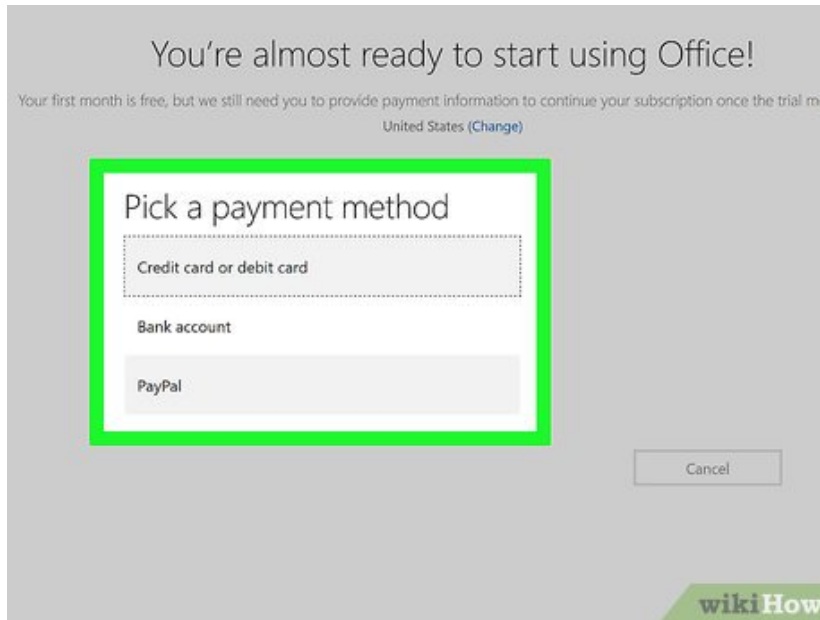 You're almost ready to start using Office!
Your first month is free, but we still need you to provide payment information to continue your subscription once the trial
United States (Change)
Pick a payment method
Credit card or debit card
Bank account
PayPal
Cancel
wikiHow